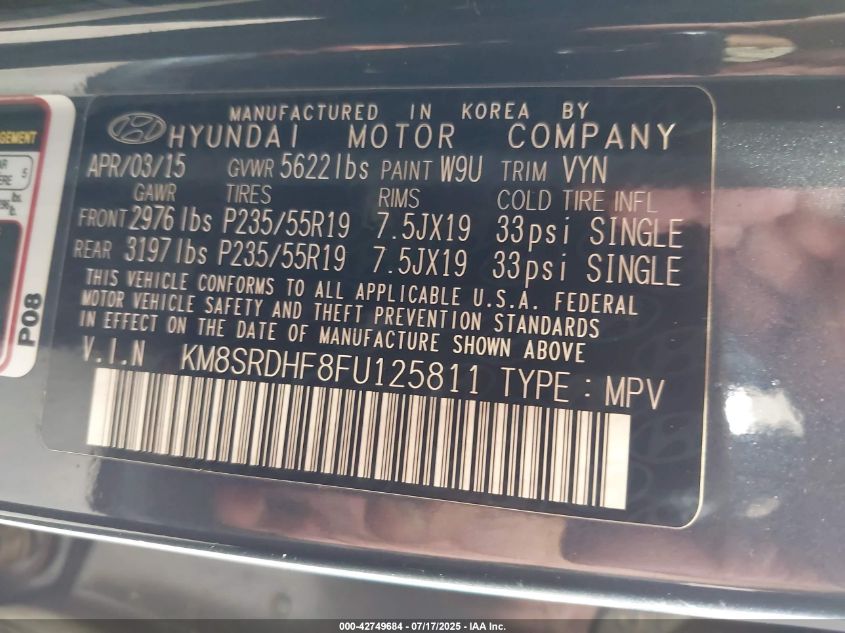 MANUFACTURED IN KOREA BY
HYUNDAI MOTOR COMPANY
APR/03/15 GVWR 5622lbs PAINT W9U TRIM VYN
GAWR TIRES RIMS COLD TIRE INFL
FRONT 2976lbs P235/55R19 7.5JX19 33psi SINGLE
REAR 3197lbs P235/55R19 7.5JX19 33psi SINGLE
THIS VEHICLE CONFORMS TO ALL APPLICABLE U.S.A. FEDERAL
MOTOR VEHICLE SAFETY AND THEFT PREVENTION STANDARDS
IN EFFECT ON THE DATE OF MANUFACTURE SHOWN ABOVE
V.I.N KM8SRDHF8FU125811 TYPE : MPV
P08
000-42749684 / 07/17/2025 - IAA Inc.